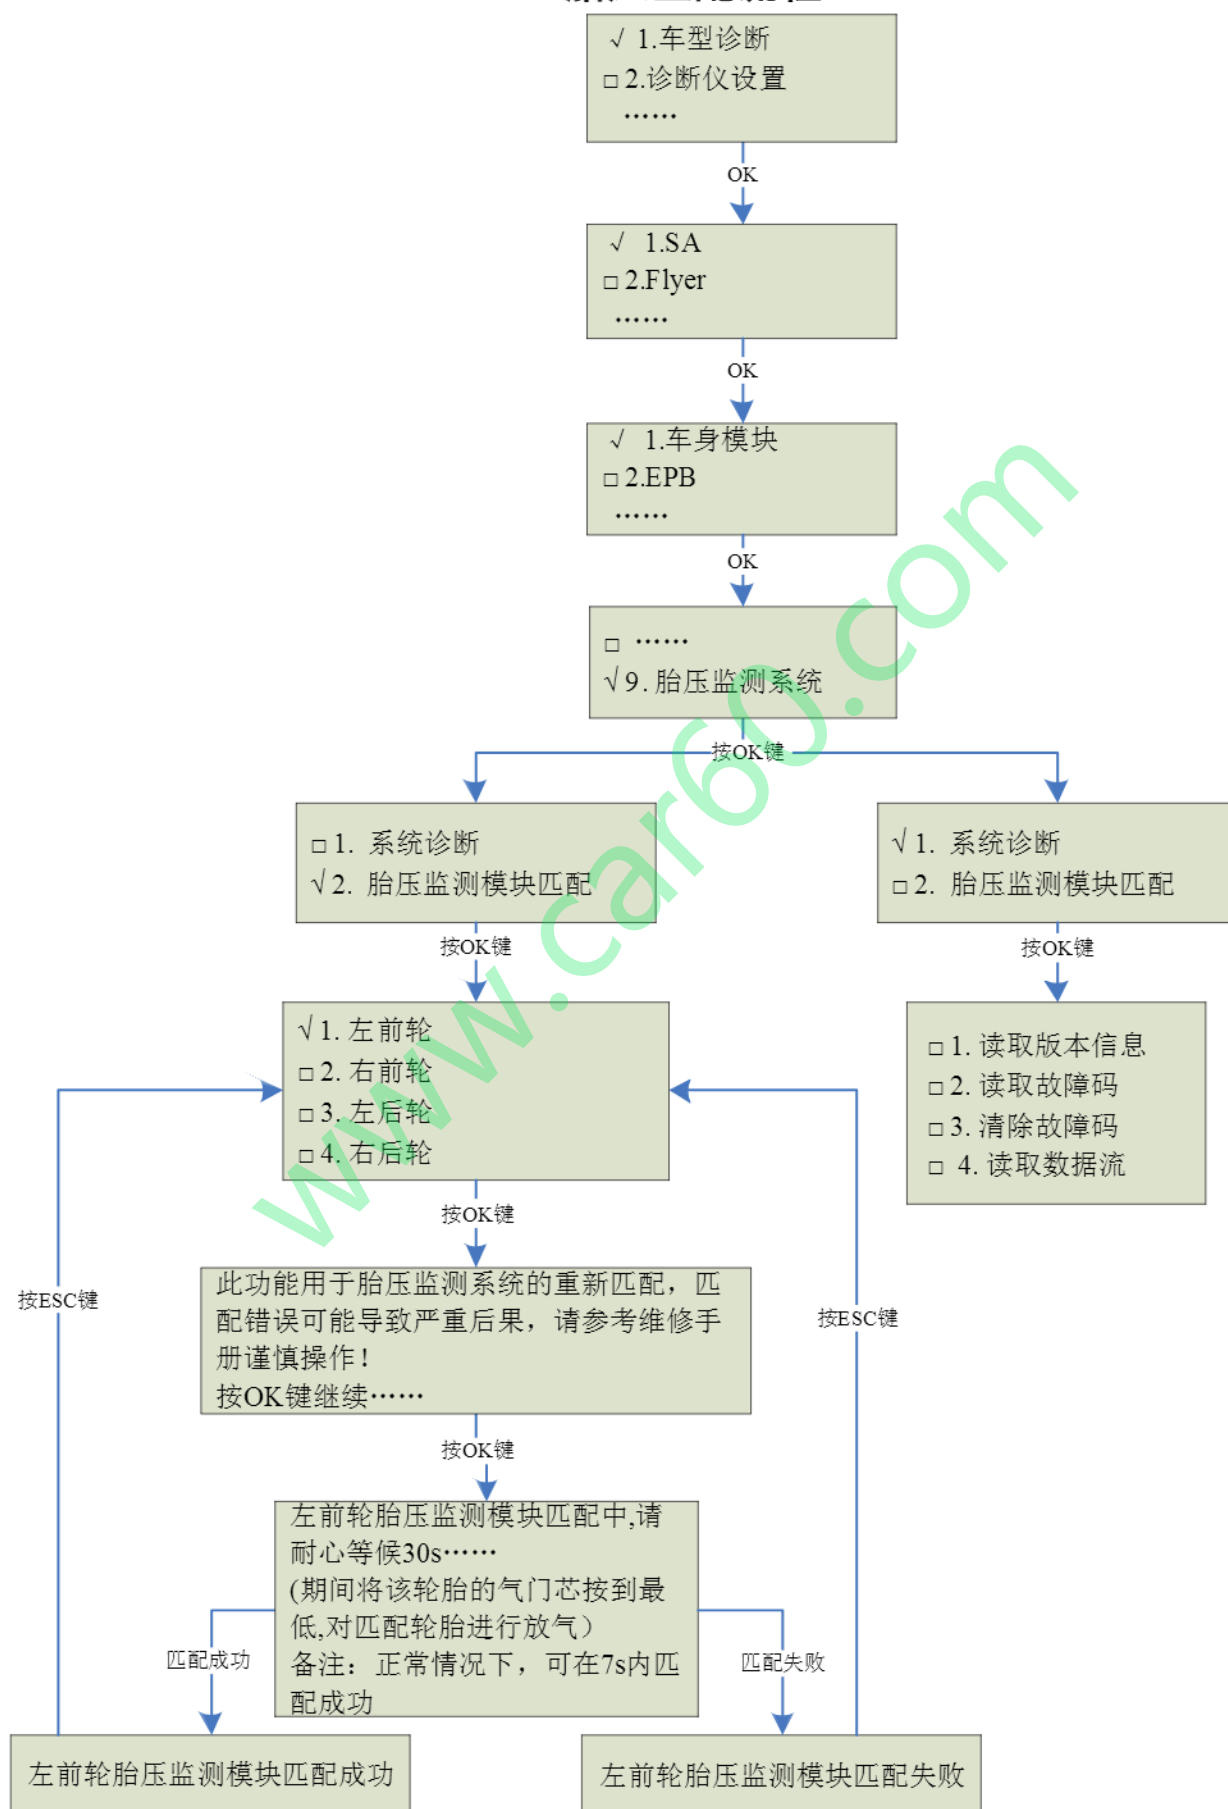 √ 1.车型诊断
□ 2.诊断仪设置
……
OK
√ 1.SA
□ 2.Flyer
……
OK
√ 1.车身模块
□ 2.EPB
……
OK
□ ……
√ 9. 胎压监测系统
按OK键
□ 1. 系统诊断
√ 2. 胎压监测模块匹配
√ 1. 系统诊断
□ 2. 胎压监测模块匹配
按OK键
按OK键
√ 1. 左前轮
□ 2. 右前轮
□ 3. 左后轮
□ 4. 右后轮
□ 1. 读取版本信息
□ 2. 读取故障码
□ 3. 清除故障码
□ 4. 读取数据流
按OK键
按ESC键
此功能用于胎压监测系统的重新匹配，匹
配错误可能导致严重后果，请参考维修手
册谨慎操作！
按OK键继续……
按ESC键
按OK键
左前轮胎压监测模块匹配中,请
耐心等候30s……
(期间将该轮胎的气门芯按到最
低,对匹配轮胎进行放气）
备注：正常情况下，可在7s内匹
配成功
匹配成功
匹配失败
左前轮胎压监测模块匹配成功
左前轮胎压监测模块匹配失败
www.car60.com